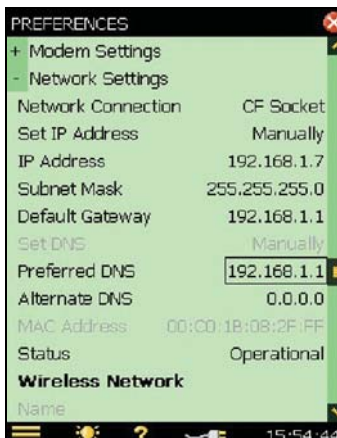 PREFERENCES
+ Modem Settings
- Network Settings
Network Connection CF Socket
Set IP Address Manually
IP Address 192.168.1.7
Subnet Mask 255.255.255.0
Default Gateway 192.168.1.1
Set DNS Manually
Preferred DNS 192.168.1.1
Alternate DNS 0.0.0.0
MAC Address 00:C0:1B:08:2F:FF
Status Operational
Wireless Network
Name
? 15:54:44